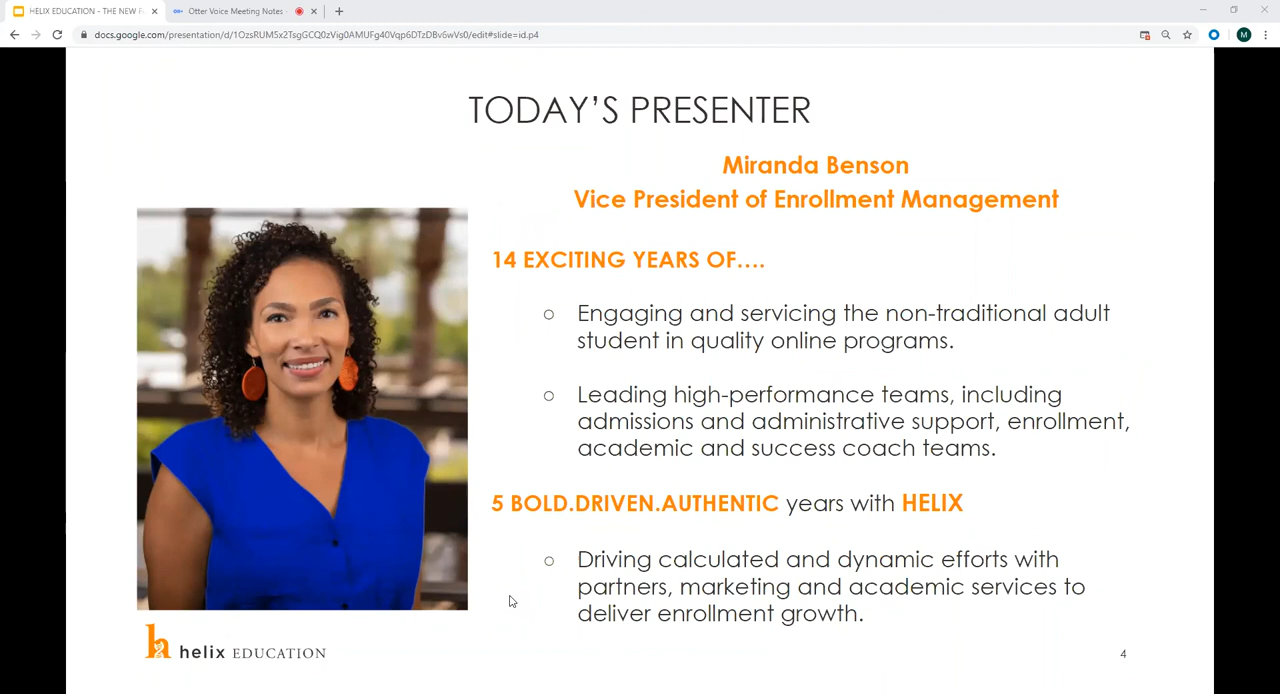 HELIX EDUCATION - THE NEW F
Otter Voice Meeting Notes -
docs.google.com/presentation/d/1OzsRUM5x2TsgGCQ0zVig0AMUFg40Vqp6DTzDBv6wVs0/edit#slide=id.p4
M
TODAY’S PRESENTER
Miranda Benson
Vice President of Enrollment Management
14 EXCITING YEARS OF….
Engaging and servicing the non-traditional adult
student in quality online programs.
Leading high-performance teams, including
admissions and administrative support, enrollment,
academic and success coach teams.
5 BOLD.DRIVEN.AUTHENTIC years with HELIX
Driving calculated and dynamic efforts with
partners, marketing and academic services to
deliver enrollment growth.
helix EDUCATION
4